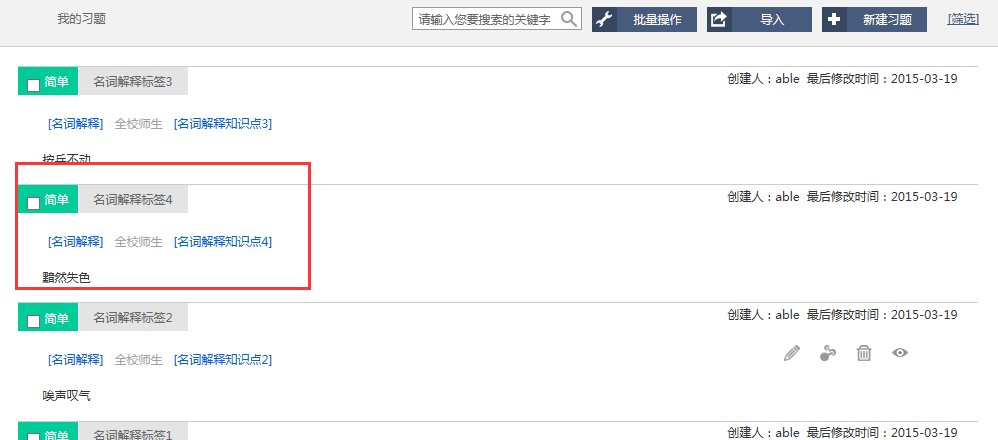 我的习题
请输入您要搜索的关键字 批量操作 导入 新建习题 [筛选]
简单 名词解释标签3 创建人：able 最后修改时间：2015-03-19
[名词解释] 全校师生 [名词解释知识点3]
按兵不动
简单 名词解释标签4 创建人：able 最后修改时间：2015-03-19
[名词解释] 全校师生 [名词解释知识点4]
黯然失色
简单 名词解释标签2 创建人：able 最后修改时间：2015-03-19
[名词解释] 全校师生 [名词解释知识点2]
唉声叹气
简单 名词解释标签1 创建人：able 最后修改时间：2015-03-19